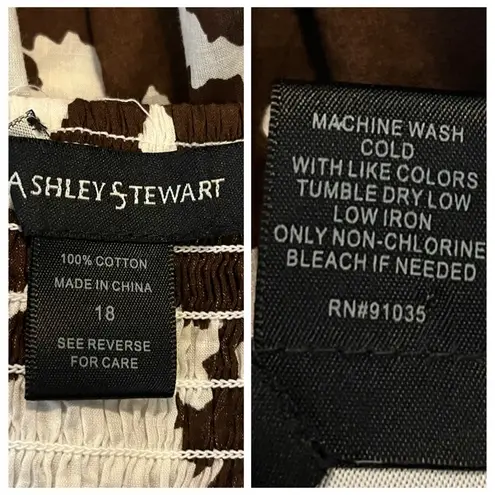 ASHLEY STEWART
100% COTTON
MADE IN CHINA
18
SEE REVERSE
FOR CARE
MACHINE WASH
COLD
WITH LIKE COLORS
TUMBLE DRY LOW
LOW IRON
ONLY NON-CHLORINE
BLEACH IF NEEDED
RN#91035